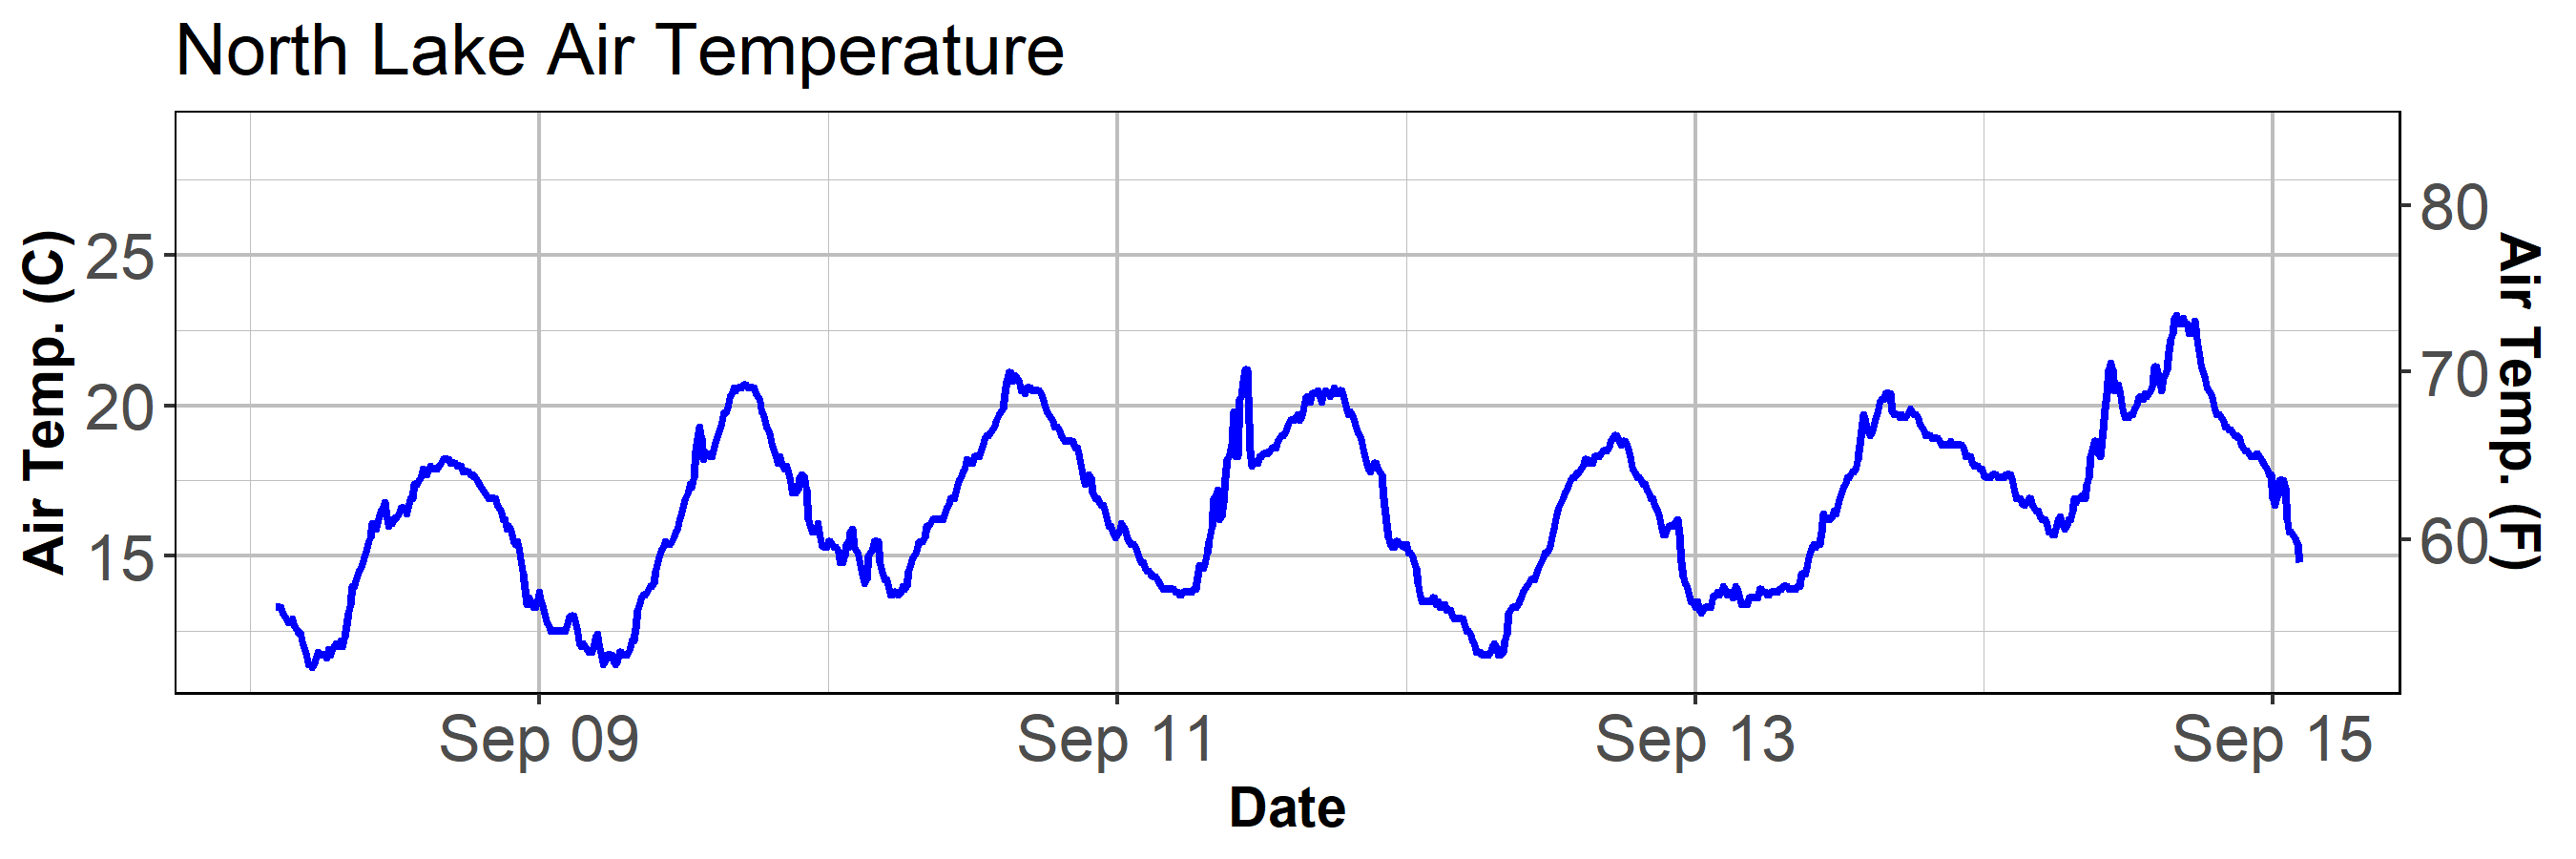 North Lake Air Temperature
Air Temp. (C)
25
20
15
80
70
60
Air Temp. (F)
Sep 09
Sep 11
Sep 13
Sep 15
Date